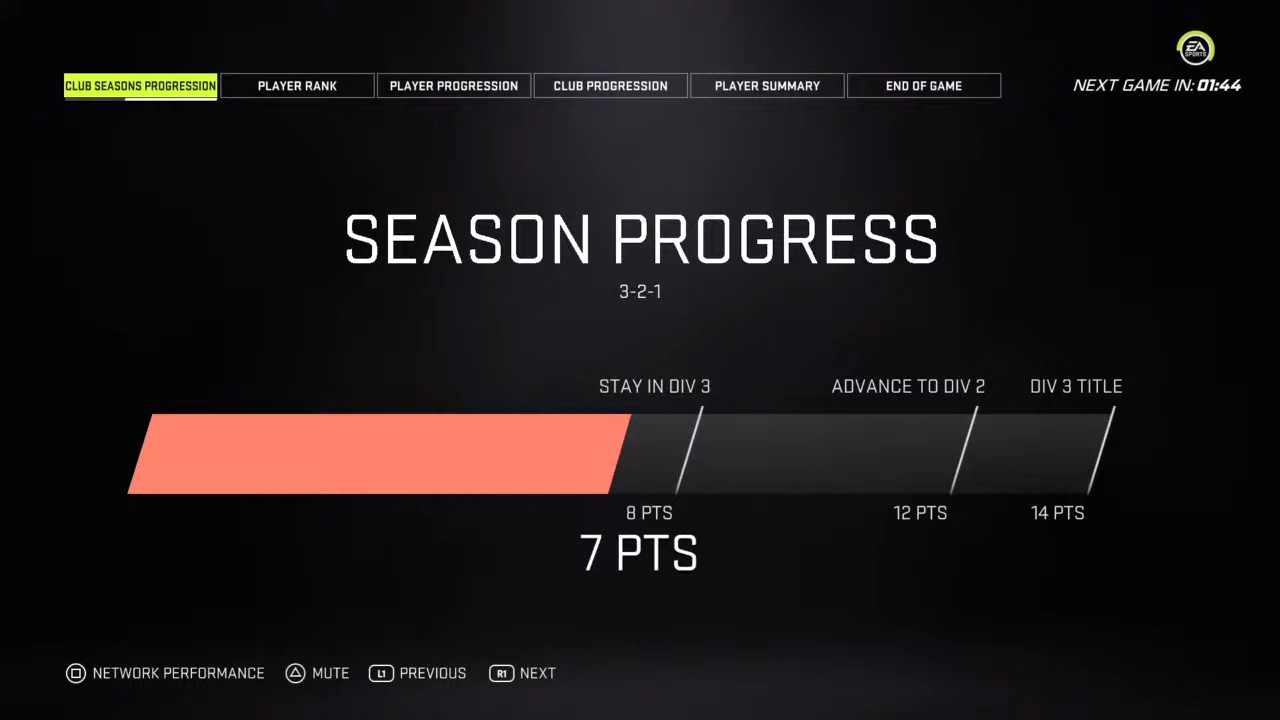 EA
SPORTS
CLUB SEASONS PROGRESSION
PLAYER RANK
PLAYER PROGRESSION
CLUB PROGRESSION
PLAYER SUMMARY
END OF GAME
NEXT GAME IN: 01:44
SEASON PROGRESS
3-2-1
STAY IN DIV 3
ADVANCE TO DIV 2
DIV 3 TITLE
8 PTS
12 PTS
14 PTS
7 PTS
NETWORK PERFORMANCE
MUTE
L1 PREVIOUS
R1 NEXT